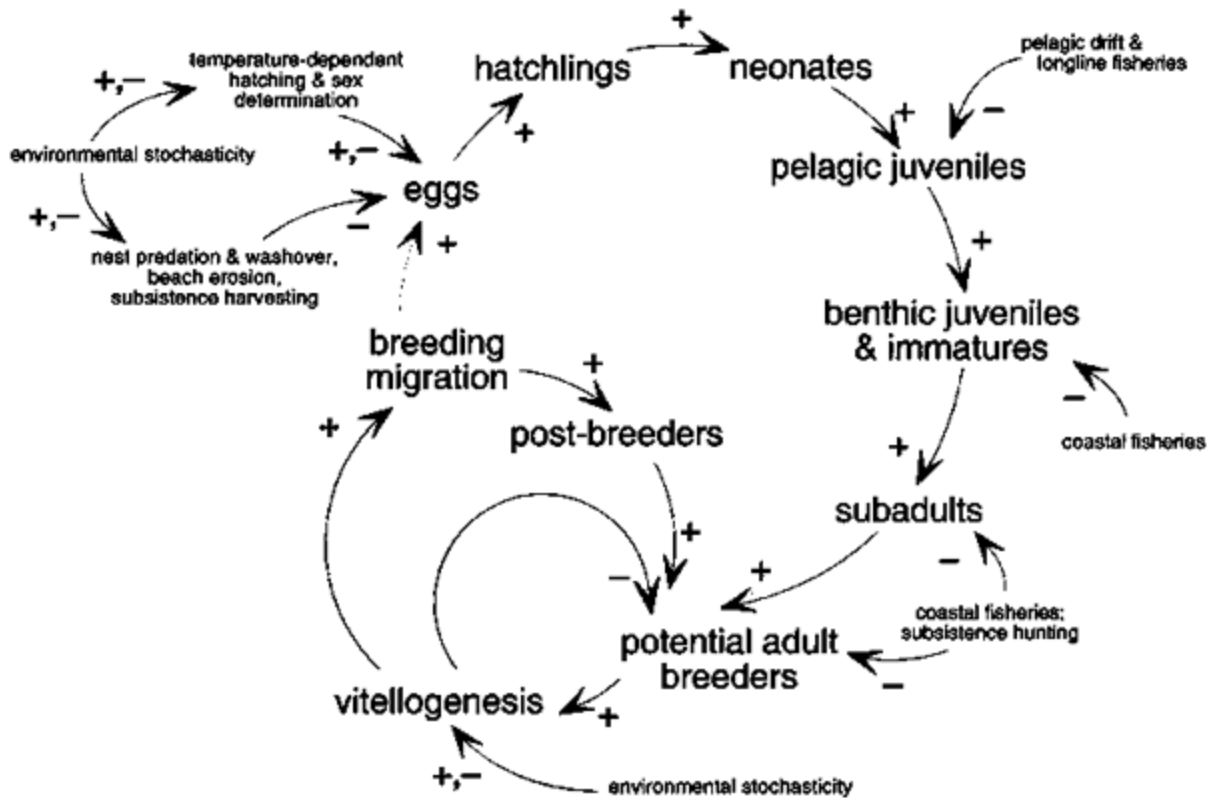 temperature-dependent
hatching & sex
determination
+,–
environmental stochasticity
+,–
+,–
nest predation & washover,
beach erosion,
subsistence harvesting
–
eggs
+
hatchlings
+
neonates
+
pelagic drift &
longline fisheries
–
pelagic juveniles
+
benthic juveniles
& immatures
–
coastal fisheries
+
subadults
–
coastal fisheries;
subsistence hunting
–
+
potential adult
breeders
+
vitellogenesis
+,–
environmental stochasticity
–
+
breeding
migration
+
+
post-breeders
+